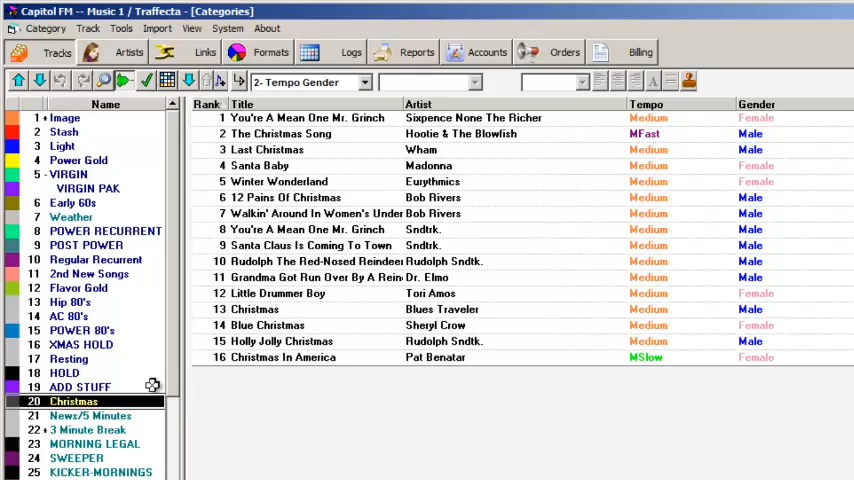 Capitol FM -- Music 1 / Traffecta - [Categories]
Category Track Tools Import View System About
Tracks Artists Links Formats Logs Reports Accounts Orders Billing
2- Tempo Gender
Name
1 + Image
2 Stash
3 Light
4 Power Gold
5 - VIRGIN
VIRGIN PAK
6 Early 60s
7 Weather
8 POWER RECURRENT
9 POST POWER
10 Regular Recurrent
11 2nd New Songs
12 Flavor Gold
13 Hip 80's
14 AC 80's
15 POWER 80's
16 XMAS HOLD
17 Resting
18 HOLD
19 ADD STUFF
20 Christmas
21 News/5 Minutes
22 + 3 Minute Break
23 MORNING LEGAL
24 SWEEPER
25 KICKER-MORNINGS
Rank Title Artist Tempo Gender
1 You're A Mean One Mr. Grinch Sixpence None The Richer Medium Female
2 The Christmas Song Hootie & The Blowfish MFast Male
3 Last Christmas Wham Medium Male
4 Santa Baby Madonna Medium Female
5 Winter Wonderland Eurythmics Medium Female
6 12 Pains Of Christmas Bob Rivers Medium Male
7 Walkin' Around In Women's Under Bob Rivers Medium Male
8 You're A Mean One Mr. Grinch Sndtrk. Medium Male
9 Santa Claus Is Coming To Town Sndtrk. Medium Male
10 Rudolph The Red-Nosed Reindeer Rudolph Sndtrk. Medium Male
11 Grandma Got Run Over By A Rein Dr. Elmo Medium Male
12 Little Drummer Boy Tori Amos Medium Female
13 Christmas Blues Traveler Medium Male
14 Blue Christmas Sheryl Crow Medium Female
15 Holly Jolly Christmas Rudolph Sndtrk. Medium Male
16 Christmas In America Pat Benatar MSlow Female